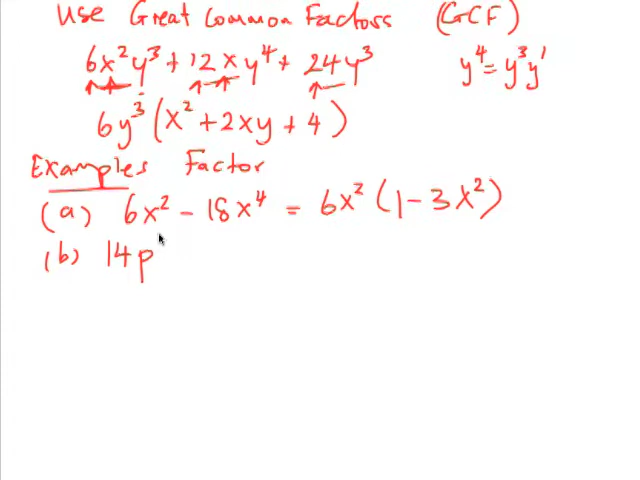 Use Great Common Factors (GCF)
6x²y³ + 12xy⁴ + 24y³ y⁴ = y³y¹
6y³(x² + 2xy + 4)
Examples Factor
(a) 6x² - 18x⁴ = 6x²(1 - 3x²)
(b) 14p